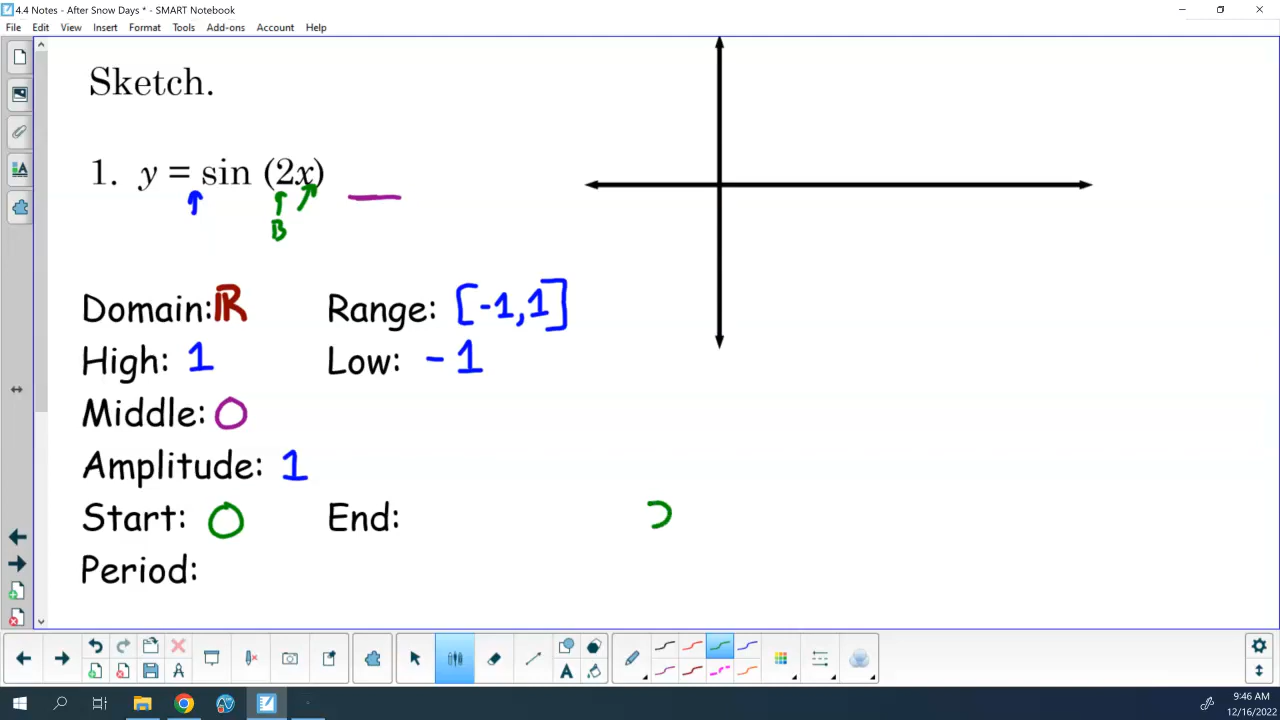 4.4 Notes - After Snow Days * - SMART Notebook
File Edit View Insert Format Tools Add-ons Account Help
Sketch.
1. y = sin (2x)
B
Domain: ℝ Range: [-1,1]
High: 1 Low: -1
Middle: 0
Amplitude: 1
Start: 0 End:
Period:
9:46 AM
12/16/2022